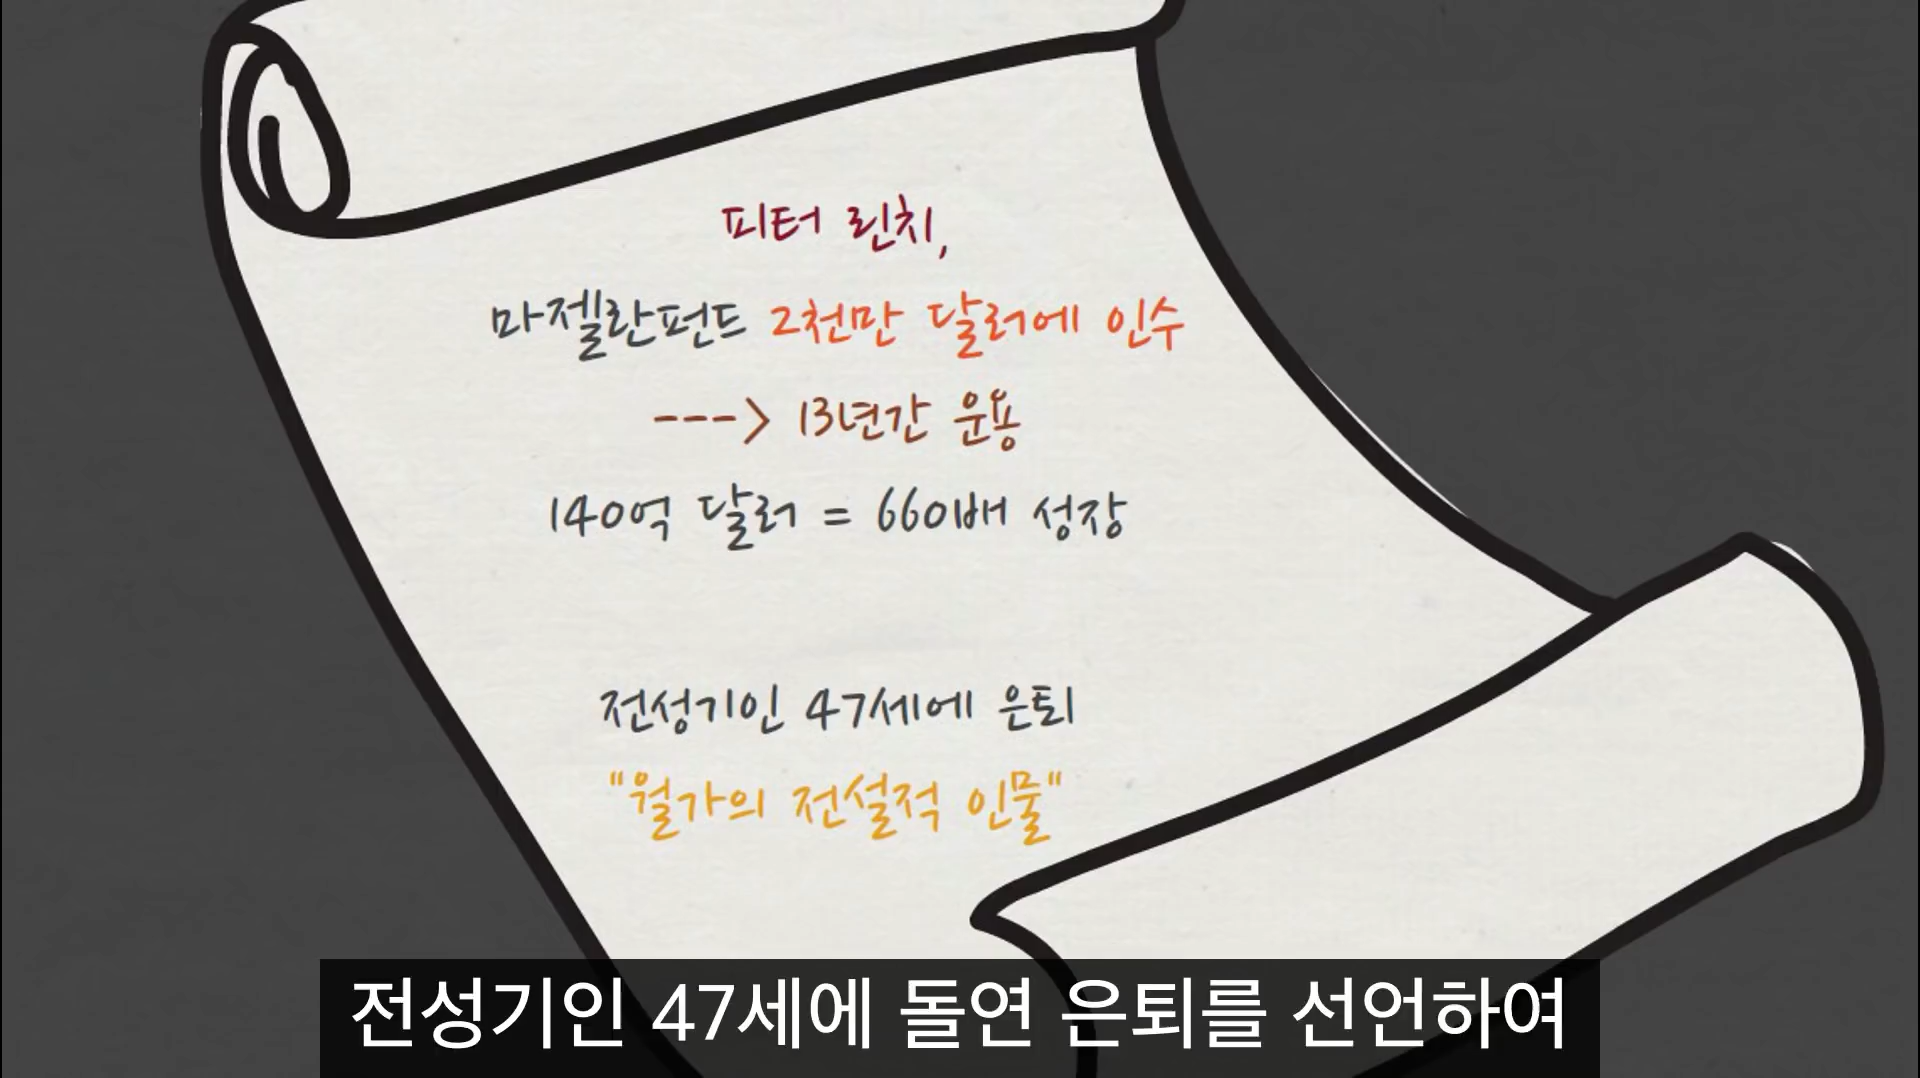 피터 린치,
마젤란펀드 2천만 달러에 인수
---> 13년간 운용
140억 달러 = 660배 성장
전성기인 47세에 은퇴
"월가의 전설적 인물"
전성기인 47세에 돌연 은퇴를 선언하여